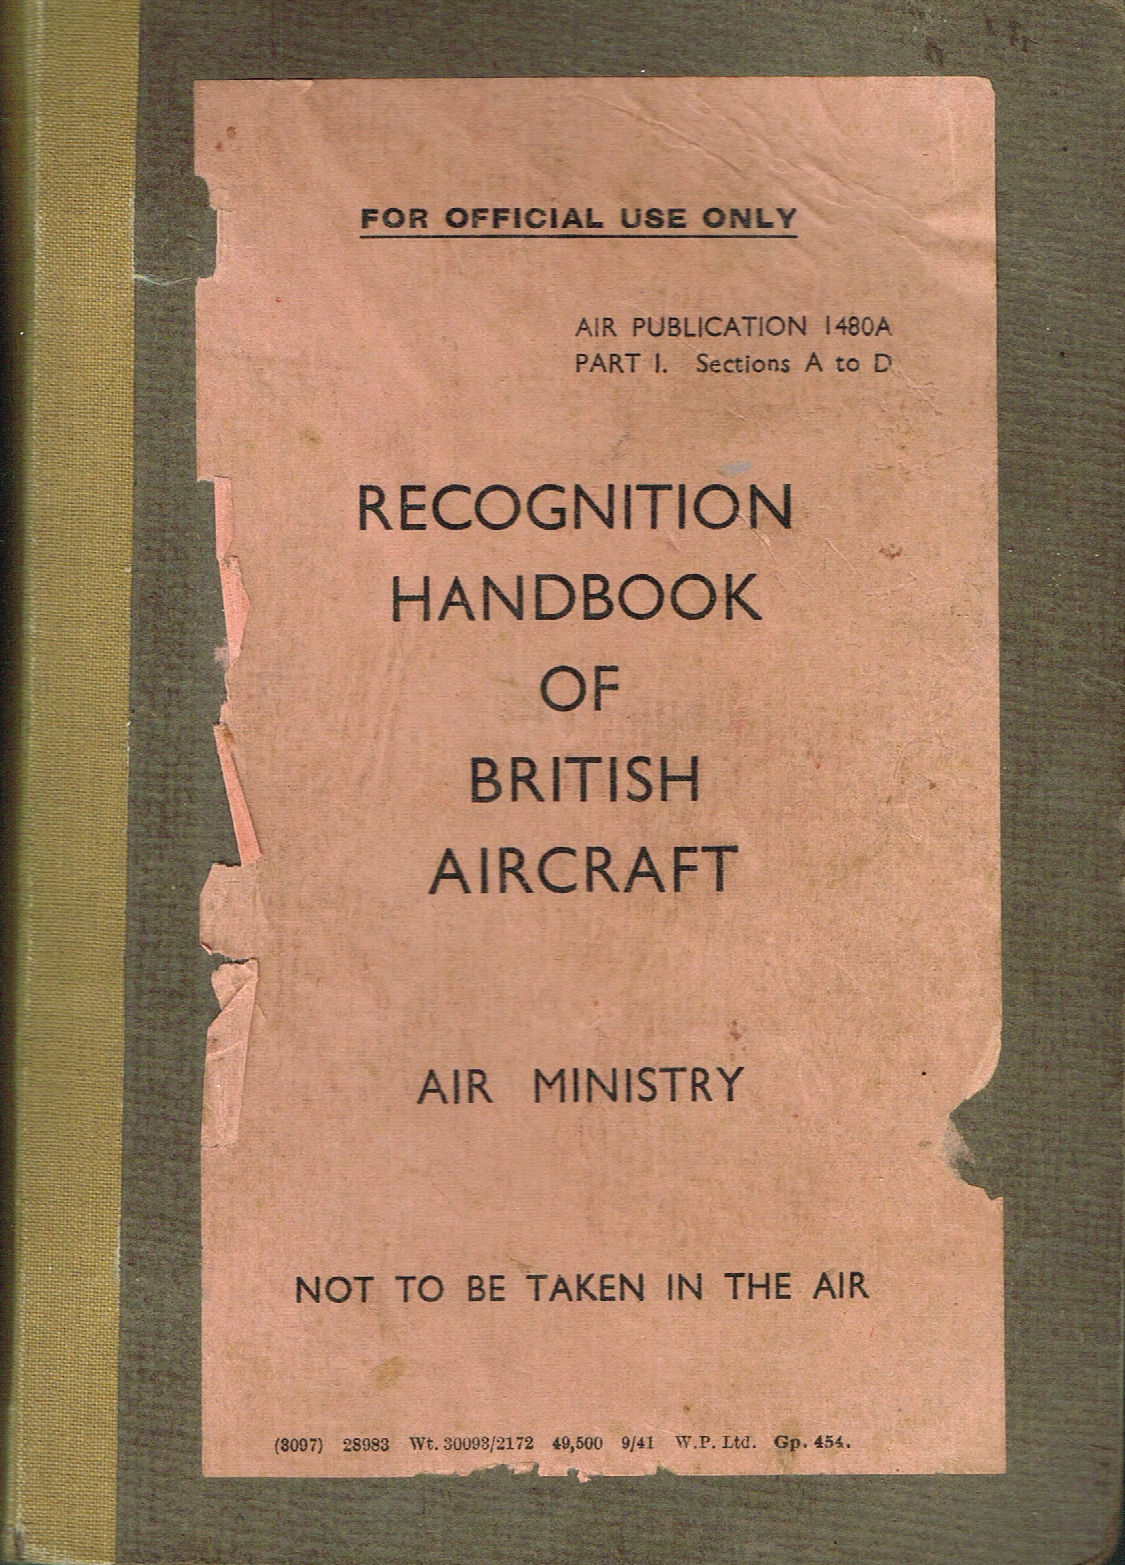 FOR OFFICIAL USE ONLY
AIR PUBLICATION 1480A
PART I. Sections A to D
RECOGNITION
HANDBOOK
OF
BRITISH
AIRCRAFT
AIR MINISTRY
NOT TO BE TAKEN IN THE AIR
(3097) 28983 Wt. 30093/2172 49,500 9/41 W.P. Ltd. Gp. 454.